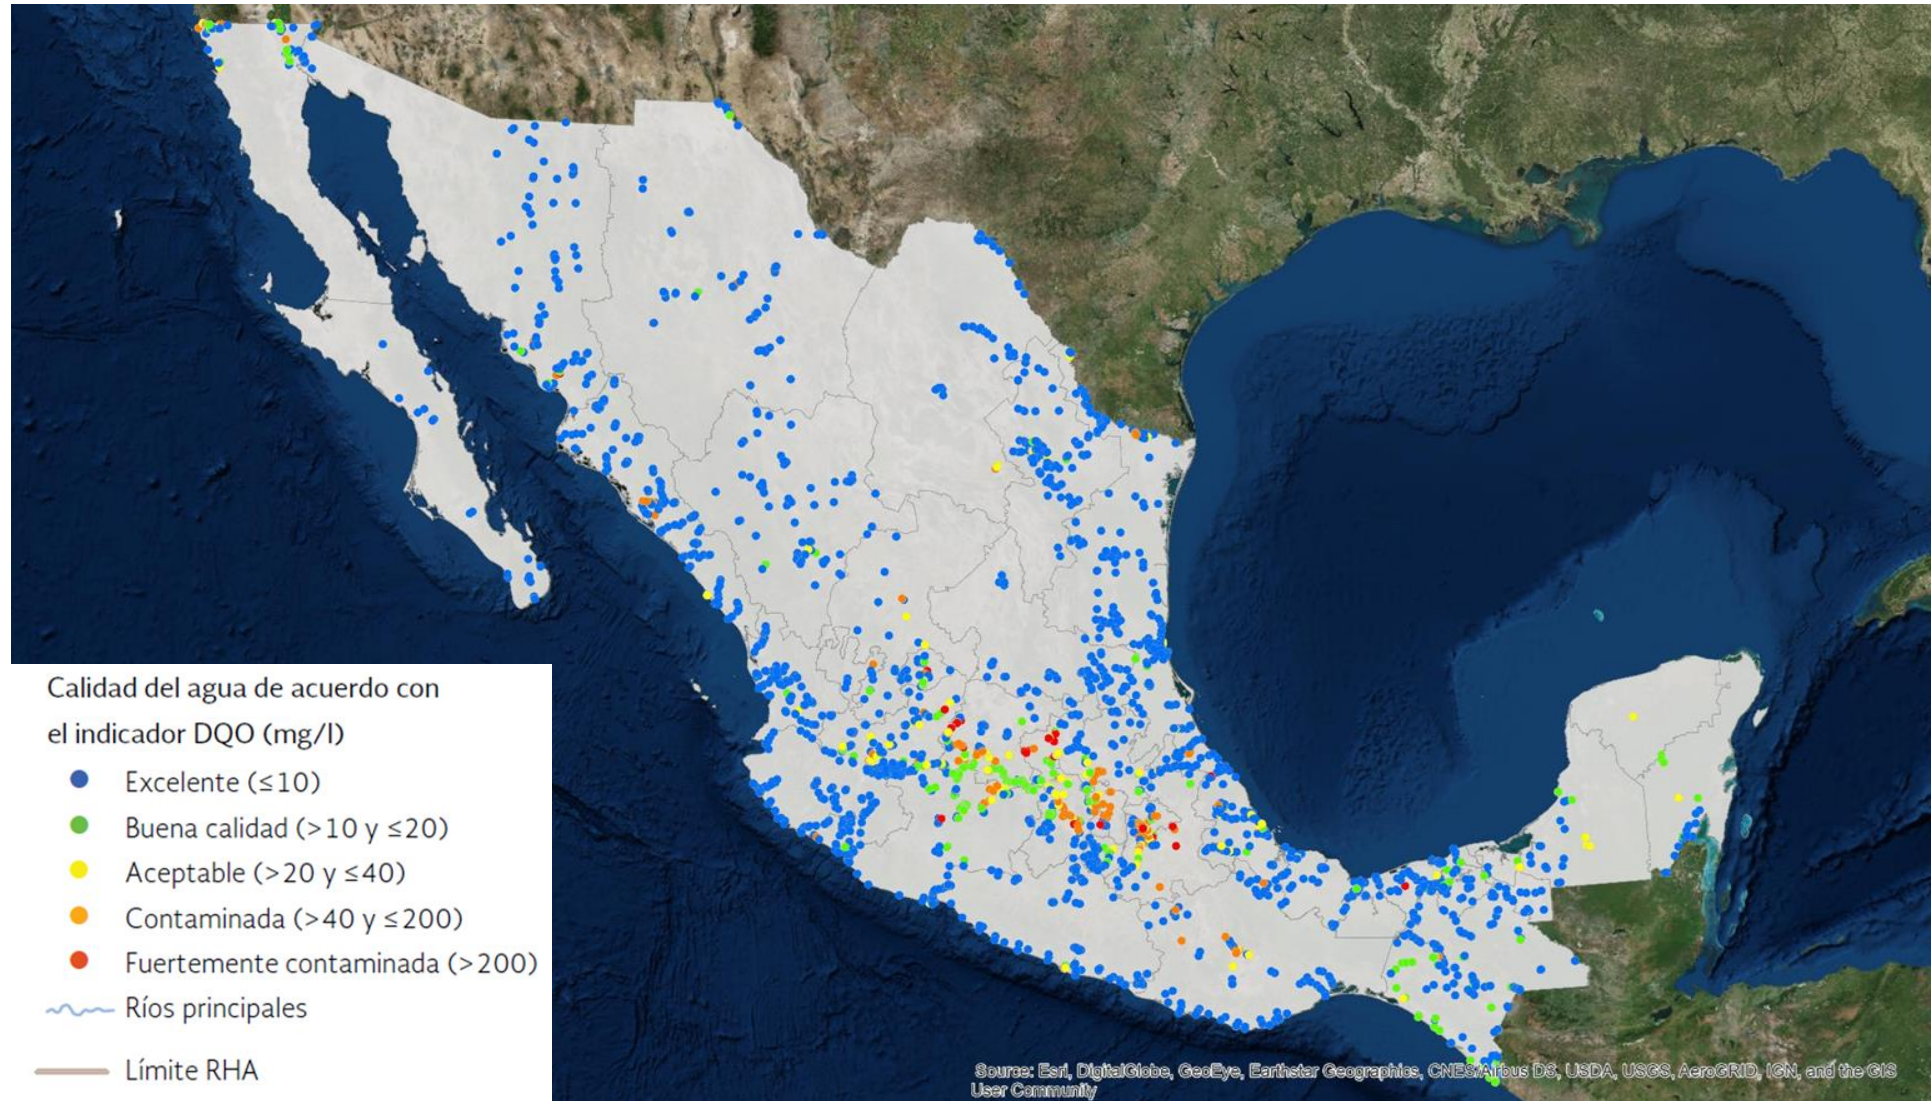 Calidad del agua de acuerdo con
el indicador DQO (mg/l)
Excelente (≤10)
Buena calidad (>10 y ≤20)
Aceptable (>20 y ≤40)
Contaminada (>40 y ≤200)
Fuertemente contaminada (>200)
Ríos principales
Límite RHA
Source: Esri, DigitalGlobe, GeoEye, Earthstar Geographics, CNES/Airbus DS, USDA, USGS, AeroGRID, IGN, and the GIS
User Community